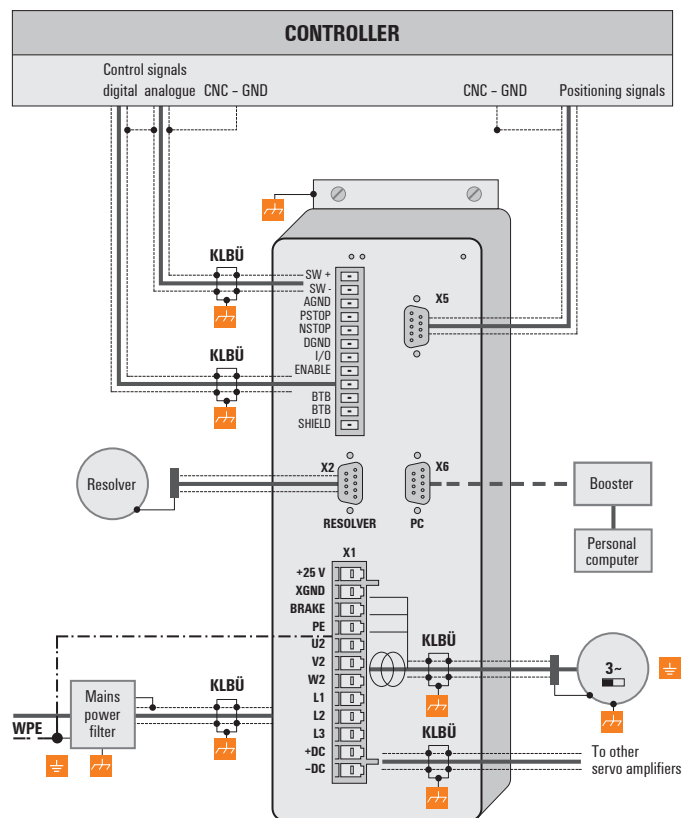 CONTROLLER
Control signals
digital analogue CNC – GND
CNC – GND Positioning signals
KLBÜ
SW +
SW -
AGND
PSTOP
NSTOP
DGND
I/O
ENABLE
BTB
BTB
SHIELD
X5
KLBÜ
Resolver
X2
RESOLVER
X6
PC
Booster
Personal
computer
X1
+25 V
XGND
BRAKE
PE
U2
V2
W2
L1
L2
L3
+DC
–DC
KLBÜ
3~
KLBÜ
Mains
power
filter
WPE
KLBÜ
To other
servo amplifiers